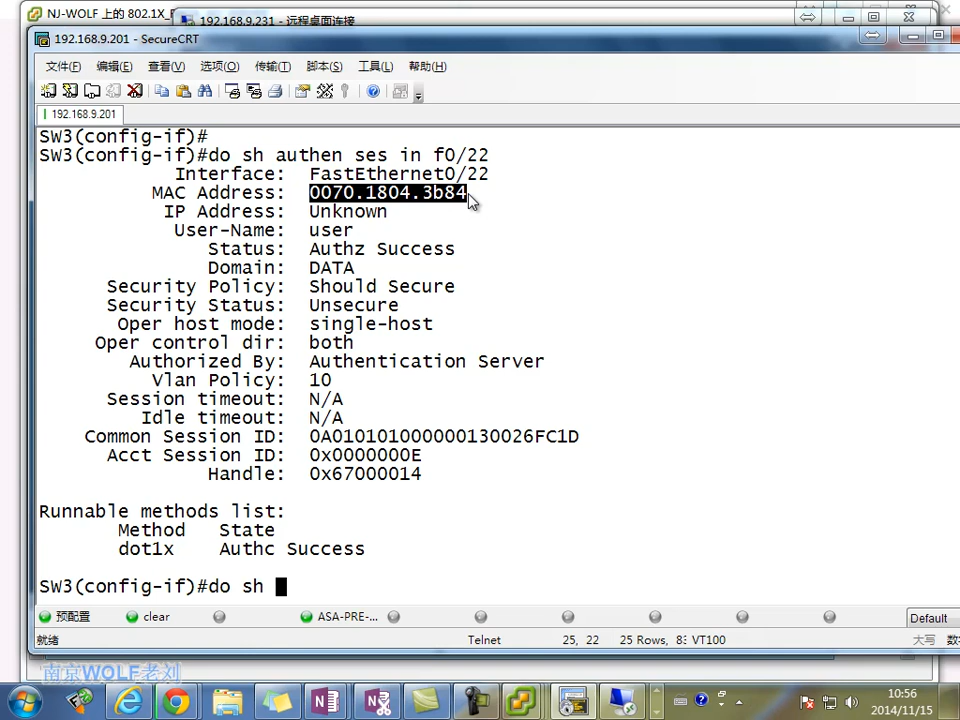 NJ-WOLF 上的 802.1X_
192.168.9.231 - 远程桌面连接
192.168.9.201 - SecureCRT
文件(F) 编辑(E) 查看(V) 选项(O) 传输(T) 脚本(S) 工具(L) 帮助(H)
192.168.9.201
SW3(config-if)#
SW3(config-if)#do sh authen ses in f0/22
Interface: FastEthernet0/22
MAC Address: 0070.1804.3b84
IP Address: Unknown
User-Name: user
Status: Authz Success
Domain: DATA
Security Policy: Should Secure
Security Status: Unsecure
Oper host mode: single-host
Oper control dir: both
Authorized By: Authentication Server
Vlan Policy: 10
Session timeout: N/A
Idle timeout: N/A
Common Session ID: 0A010101000000130026FC1D
Acct Session ID: 0x0000000E
Handle: 0x67000014
Runnable methods list:
Method State
dot1x Authc Success
SW3(config-if)#do sh
预配置 clear ASA-PRE-... Default
就绪 Telnet 25, 22 25 Rows, 8 VT100 大写 数
南京WOLF老刘
10:56
2014/11/15